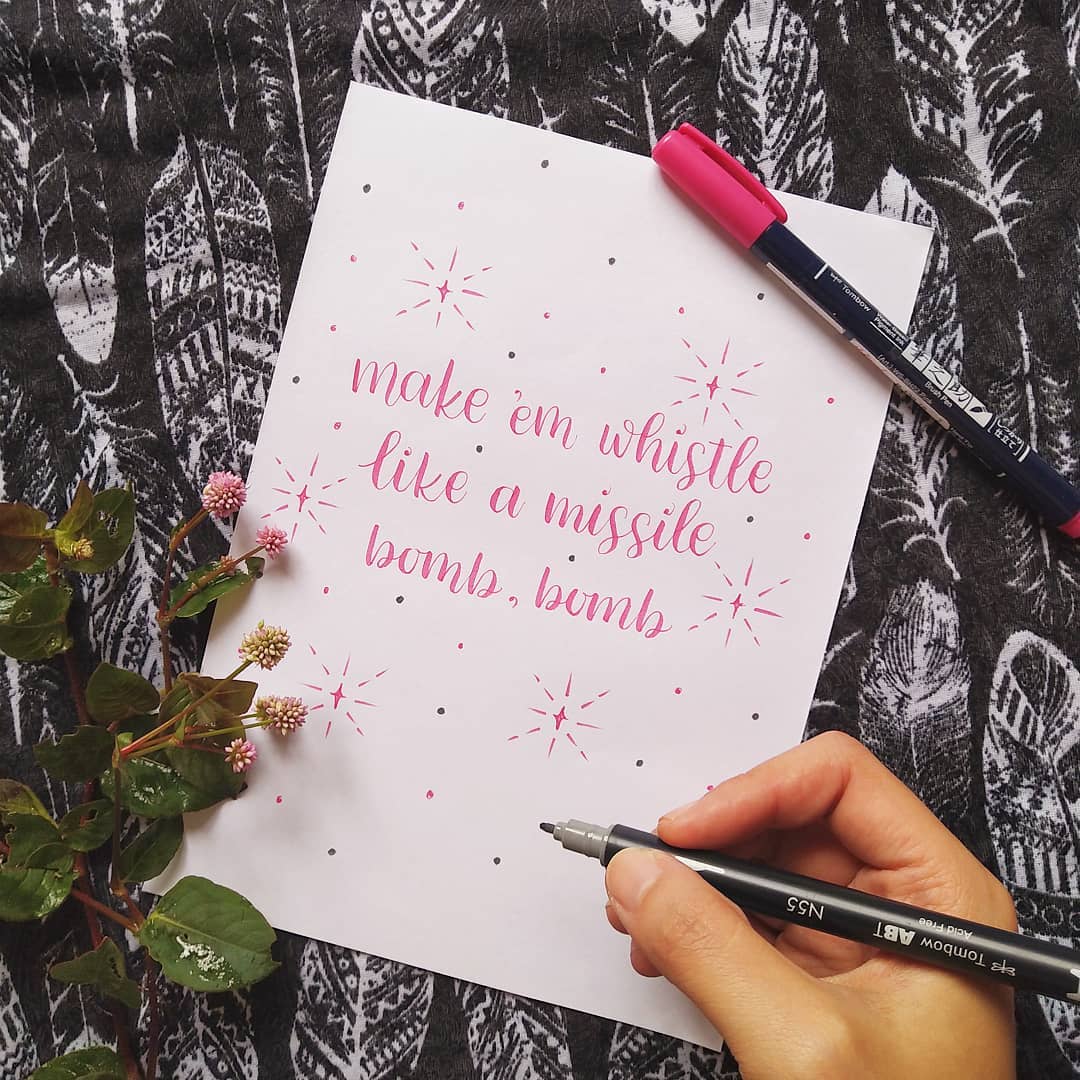 make 'em whistle
like a missile
bomb, bomb
Tombow
Brush Pen
N55
Tombow ABT
Acid Free